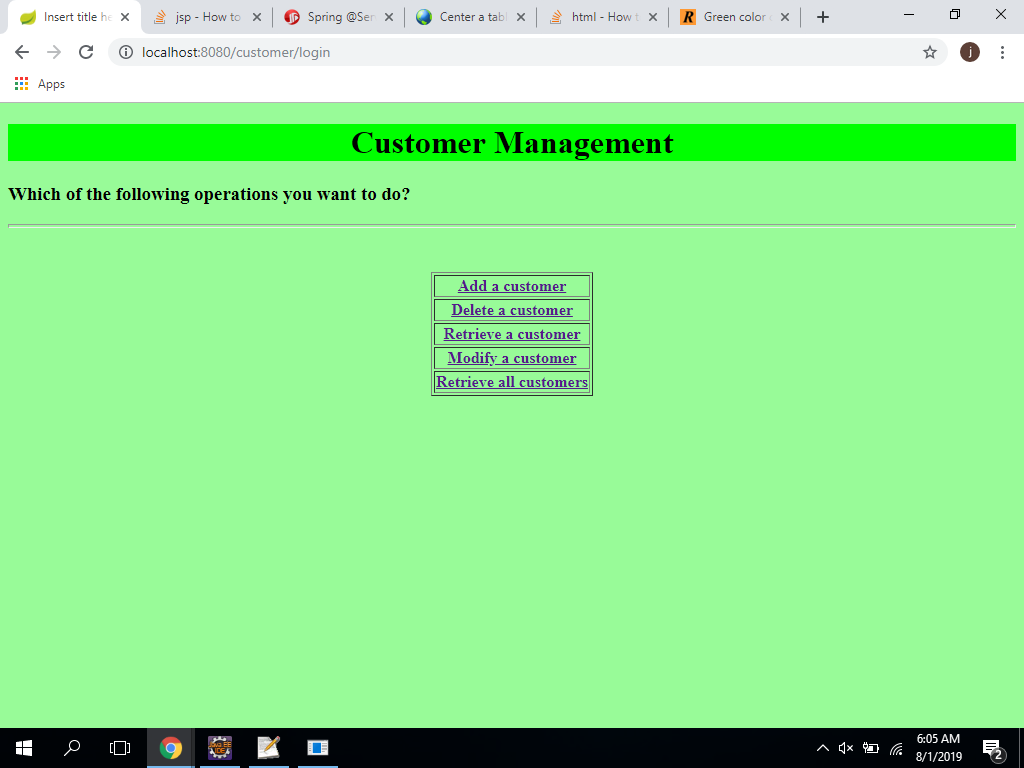 Insert title he
jsp - How to
Spring @Ser
Center a tabl
html - How t
Green color
localhost:8080/customer/login
j
Apps
Customer Management
Which of the following operations you want to do?
Add a customer
Delete a customer
Retrieve a customer
Modify a customer
Retrieve all customers
6:05 AM
8/1/2019
2